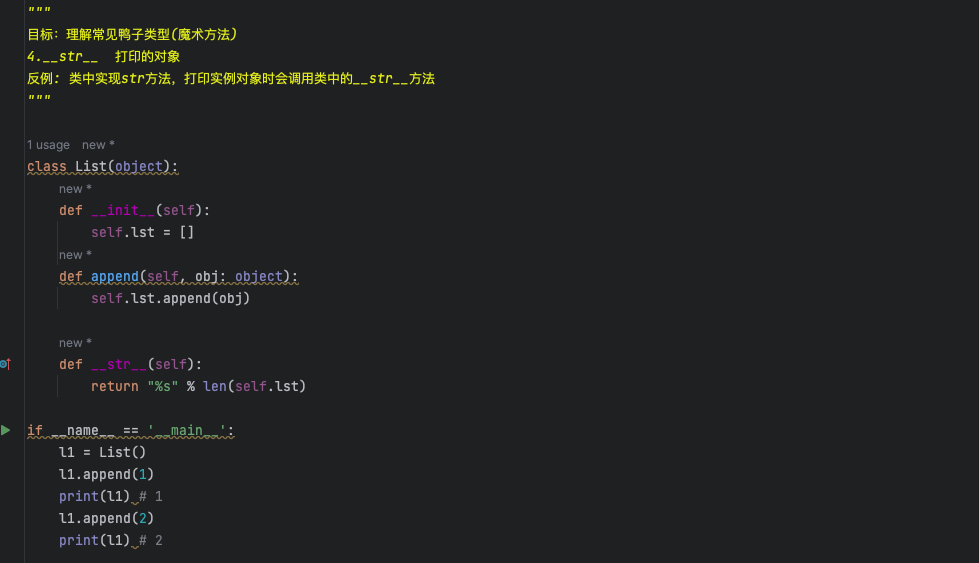 """
目标：理解常见鸭子类型(魔术方法)
4.__str__  打印的对象
反例: 类中实现str方法，打印实例对象时会调用类中的__str__方法
"""
1 usage   new *
class List(object):
    new *
    def __init__(self):
        self.lst = []
    new *
    def append(self, obj: object):
        self.lst.append(obj)
    new *
    def __str__(self):
        return "%s" % len(self.lst)
if __name__ == '__main__':
    l1 = List()
    l1.append(1)
    print(l1) # 1
    l1.append(2)
    print(l1) # 2